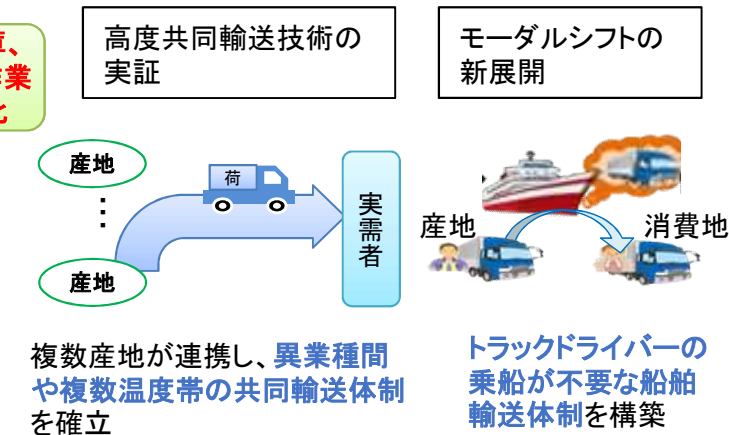 業
化
高度共同輸送技術の
実証
産地
⋮
産地
荷
実需者
複数産地が連携し、異業種間
や複数温度帯の共同輸送体制
を確立
モーダルシフトの
新展開
産地
消費地
トラックドライバーの
乗船が不要な船舶
輸送体制を構築